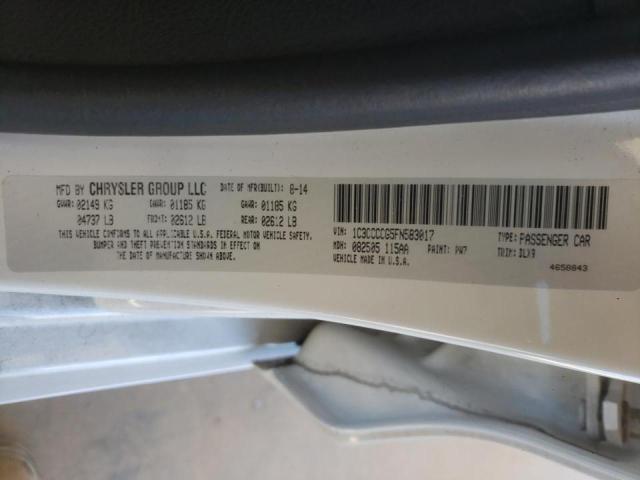 MFD BY CHRYSLER GROUP LLC DATE OF MFR(BUILT): 8-14
GVWR: 02149 KG GAWR: 01185 KG GAWR: 01185 KG
04737 LB FRONT: 02612 LB REAR: 02612 LB
THIS VEHICLE CONFORMS TO ALL U.S.A. FEDERAL MOTOR VEHICLE SAFETY,
BUMPER AND THEFT PREVENTION STANDARDS IN EFFECT ON
THE DATE OF MANUFACTURE SHOWN ABOVE.
VIN: 1C3CCCCG5FN583017 TYPE: PASSENGER CAR
MDH: 082505 115AA PAINT: PW7 TRIM: DLX9
VEHICLE MADE IN U.S.A.
4658843